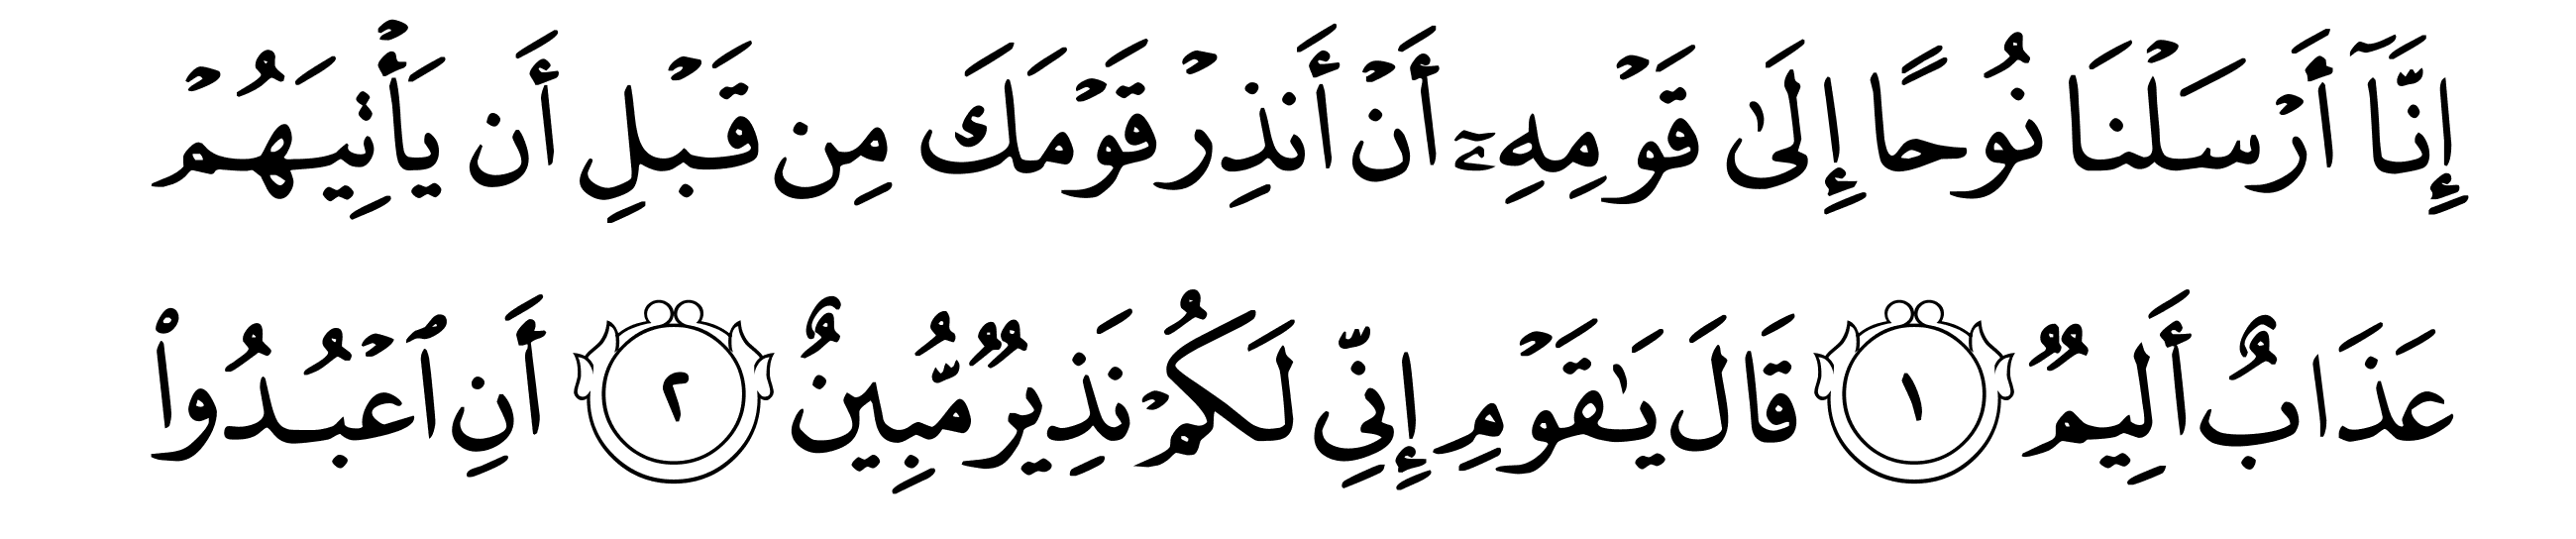 إِنَّآ أَرۡسَلۡنَا نُوحًا إِلَىٰ قَوۡمِهِۦٓ أَنۡ أَنذِرۡ قَوۡمَكَ مِن قَبۡلِ أَن يَأۡتِيَهُمۡ
عَذَابٌ أَلِيمٞ ١ قَالَ يَٰقَوۡمِ إِنِّي لَكُمۡ نَذِيرٞ مُّبِينٌ ٢ أَنِ ٱعۡبُدُواْ